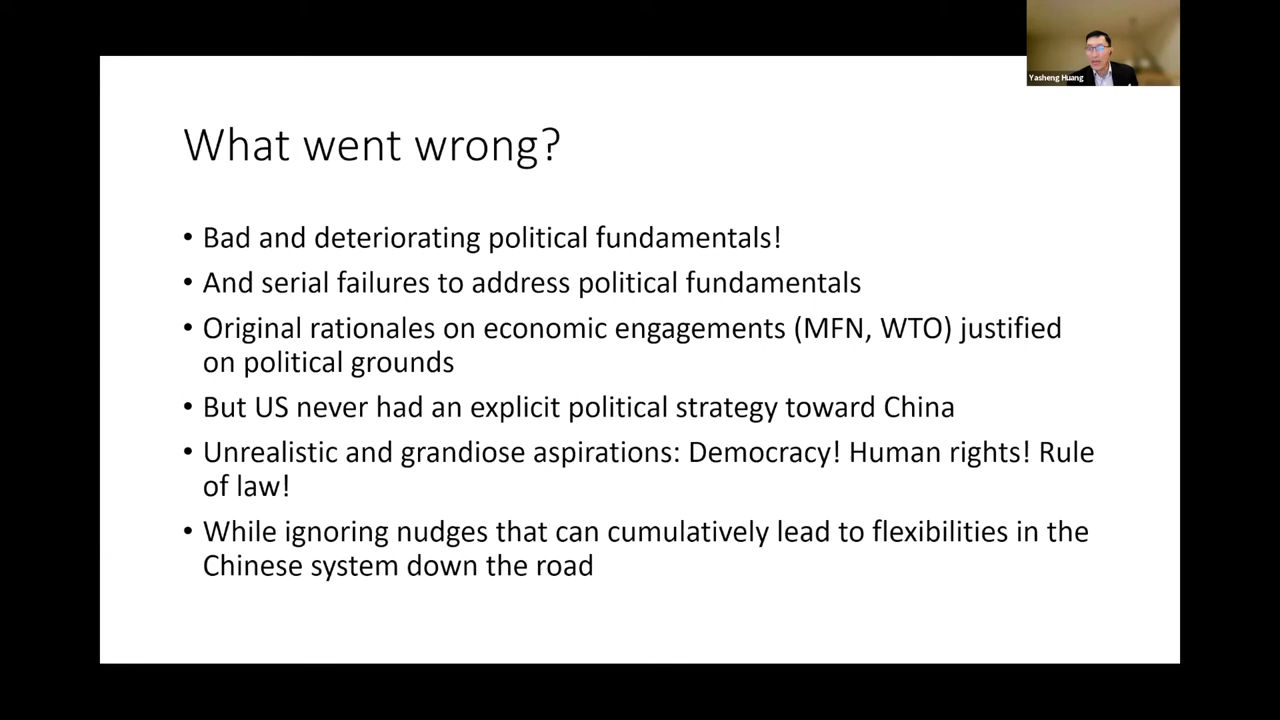 Yasheng Huang
What went wrong?
• Bad and deteriorating political fundamentals!
• And serial failures to address political fundamentals
• Original rationales on economic engagements (MFN, WTO) justified
on political grounds
• But US never had an explicit political strategy toward China
• Unrealistic and grandiose aspirations: Democracy! Human rights! Rule
of law!
• While ignoring nudges that can cumulatively lead to flexibilities in the
Chinese system down the road